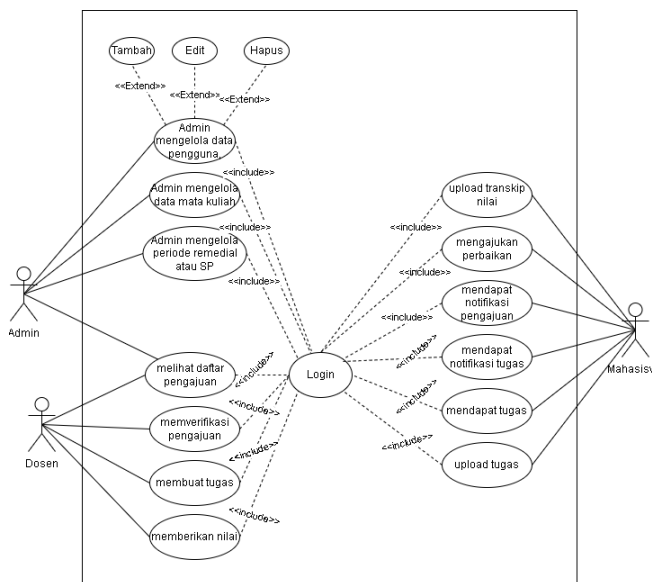 Tambah
Edit
Hapus
<<Extend>>
<<Extend>>
<<Extend>>
Admin
mengelola data
pengguna
<<include>>
Admin mengelola
data mata kuliah
<<include>>
Admin mengelola
periode remedial
atau SP
<<include>>
Admin
melihat daftar
pengajuan
<<include>>
memverifikasi
pengajuan
<<include>>
Dosen
membuat tugas
<<include>>
memberikan nilai
<<include>>
Login
upload transkip
nilai
<<include>>
mengajukan
perbaikan
<<include>>
mendapat
notifikasi
pengajuan
<<include>>
mendapat
notifikasi tugas
<<include>>
mendapat tugas
<<include>>
upload tugas
<<include>>
Mahasisv